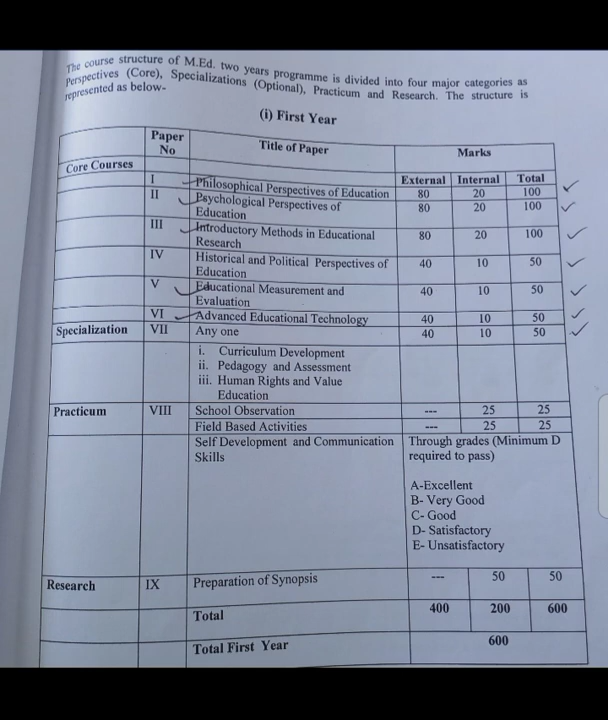 The course structure of M.Ed. two years programme is divided into four major categories as
Perspectives (Core), Specializations (Optional), Practicum and Research. The structure is
represented as below-
(i) First Year
Paper No Title of Paper Marks
Core Courses External Internal Total
I Philosophical Perspectives of Education 80 20 100
II Psychological Perspectives of Education 80 20 100
III Introductory Methods in Educational Research 80 20 100
IV Historical and Political Perspectives of Education 40 10 50
V Educational Measurement and Evaluation 40 10 50
VI Advanced Educational Technology 40 10 50
Specialization VII Any one 40 10 50
i. Curriculum Development
ii. Pedagogy and Assessment
iii. Human Rights and Value
Education
Practicum VIII School Observation --- 25 25
Field Based Activities --- 25 25
Self Development and Communication Skills Through grades (Minimum D required to pass)
A-Excellent
B- Very Good
C- Good
D- Satisfactory
E- Unsatisfactory
Research IX Preparation of Synopsis --- 50 50
Total 400 200 600
Total First Year 600